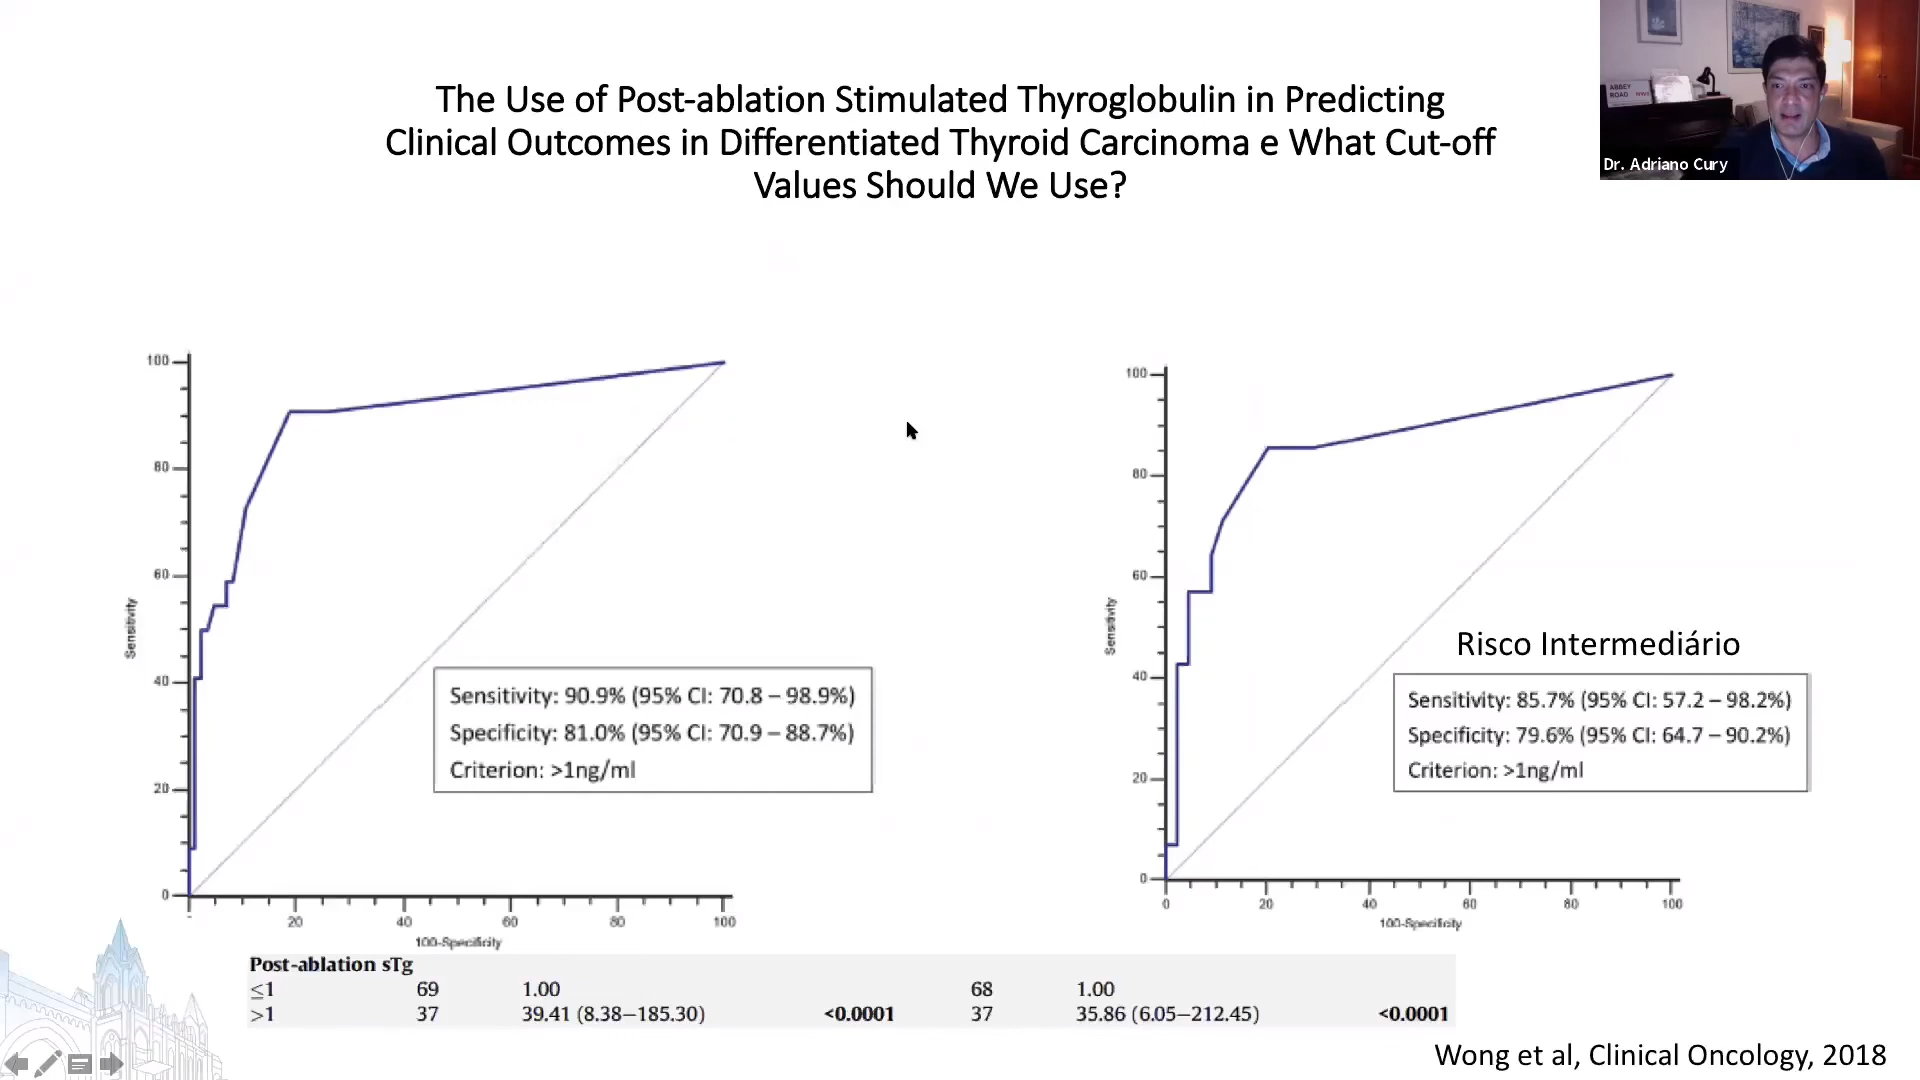 The Use of Post-ablation Stimulated Thyroglobulin in Predicting
Clinical Outcomes in Differentiated Thyroid Carcinoma e What Cut-off
Values Should We Use?
ABBEY
ROAD NW8
Dr. Adriano Cury
100
80
60
40
20
0
Sensitivity
20 40 60 80 100
100-Specificity
Sensitivity: 90.9% (95% CI: 70.8 – 98.9%)
Specificity: 81.0% (95% CI: 70.9 – 88.7%)
Criterion: >1ng/ml
100
80
60
40
20
0
Sensitivity
0 20 40 60 80 100
100-Specificity
Risco Intermediário
Sensitivity: 85.7% (95% CI: 57.2 – 98.2%)
Specificity: 79.6% (95% CI: 64.7 – 90.2%)
Criterion: >1ng/ml
Post-ablation sTg
≤1 69 1.00 68 1.00
>1 37 39.41 (8.38–185.30) <0.0001 37 35.86 (6.05–212.45) <0.0001
Wong et al, Clinical Oncology, 2018